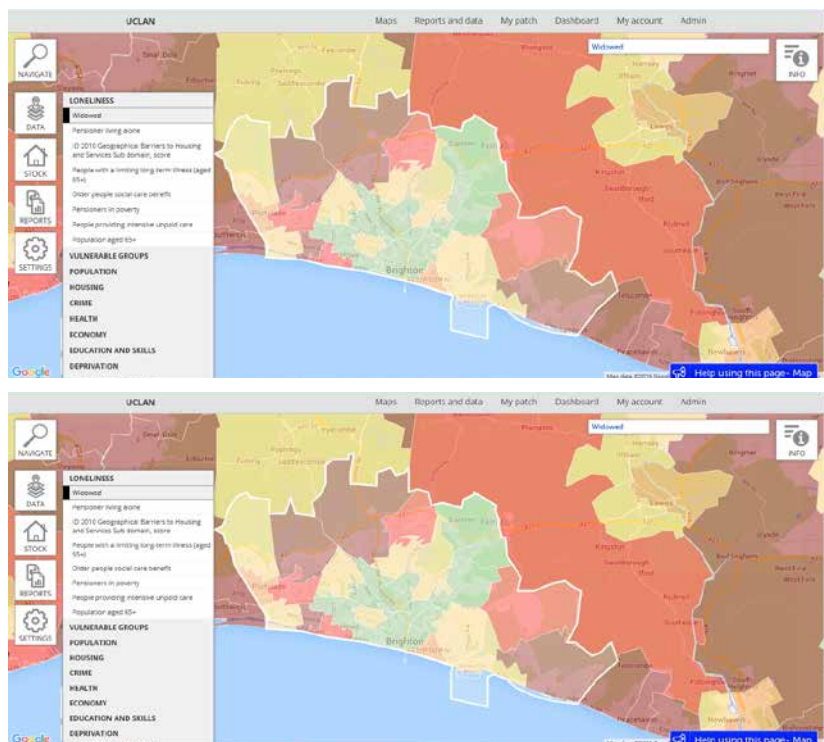 UCLAN
Maps Reports and data My patch Dashboard My account Admin
NAVIGATE
Widowed
INFO
DATA
STOCK
REPORTS
SETTINGS
LONELINESS
Widowed
Pensioner living alone
ID 2010 Geographical Barriers to Housing
and Services Sub domain, score
People with a limiting long-term illness (aged
65+)
Older people social care benefit
Pensioners in poverty
People providing intensive unpaid care
Population aged 65+
VULNERABLE GROUPS
POPULATION
HOUSING
CRIME
HEALTH
ECONOMY
EDUCATION AND SKILLS
DEPRIVATION
Lewes
Kingston
Rodmell
Brighton
Newhaven
Google
Help using this page- Map
UCLAN
Maps Reports and data My patch Dashboard My account Admin
NAVIGATE
Widowed
INFO
DATA
STOCK
REPORTS
SETTINGS
LONELINESS
Widowed
Pensioner living alone
ID 2010 Geographical Barriers to Housing
and Services Sub domain, score
People with a limiting long-term illness (aged
65+)
Older people social care benefit
Pensioners in poverty
People providing intensive unpaid care
Population aged 65+
VULNERABLE GROUPS
POPULATION
HOUSING
CRIME
HEALTH
ECONOMY
EDUCATION AND SKILLS
DEPRIVATION
Lewes
Kingston
Rodmell
Brighton
Newhaven
Google
Help using this page- Map